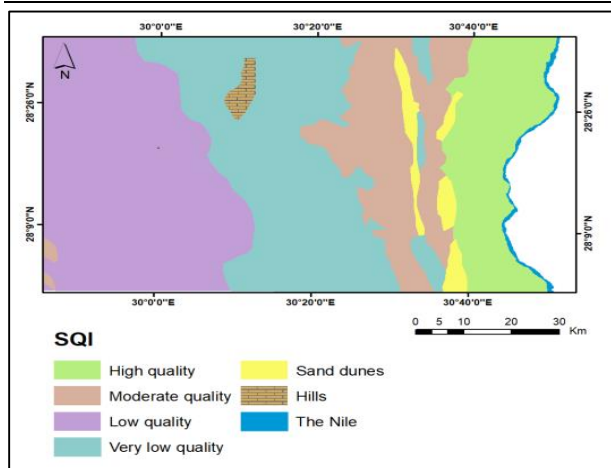 30°0'0"E 30°20'0"E 30°40'0"E
N
28°26'0"N 28°26'0"N
28°9'0"N 28°9'0"N
30°0'0"E 30°20'0"E 30°40'0"E
0 5 10 20 30
Km
SQI
High quality Sand dunes
Moderate quality Hills
Low quality The Nile
Very low quality